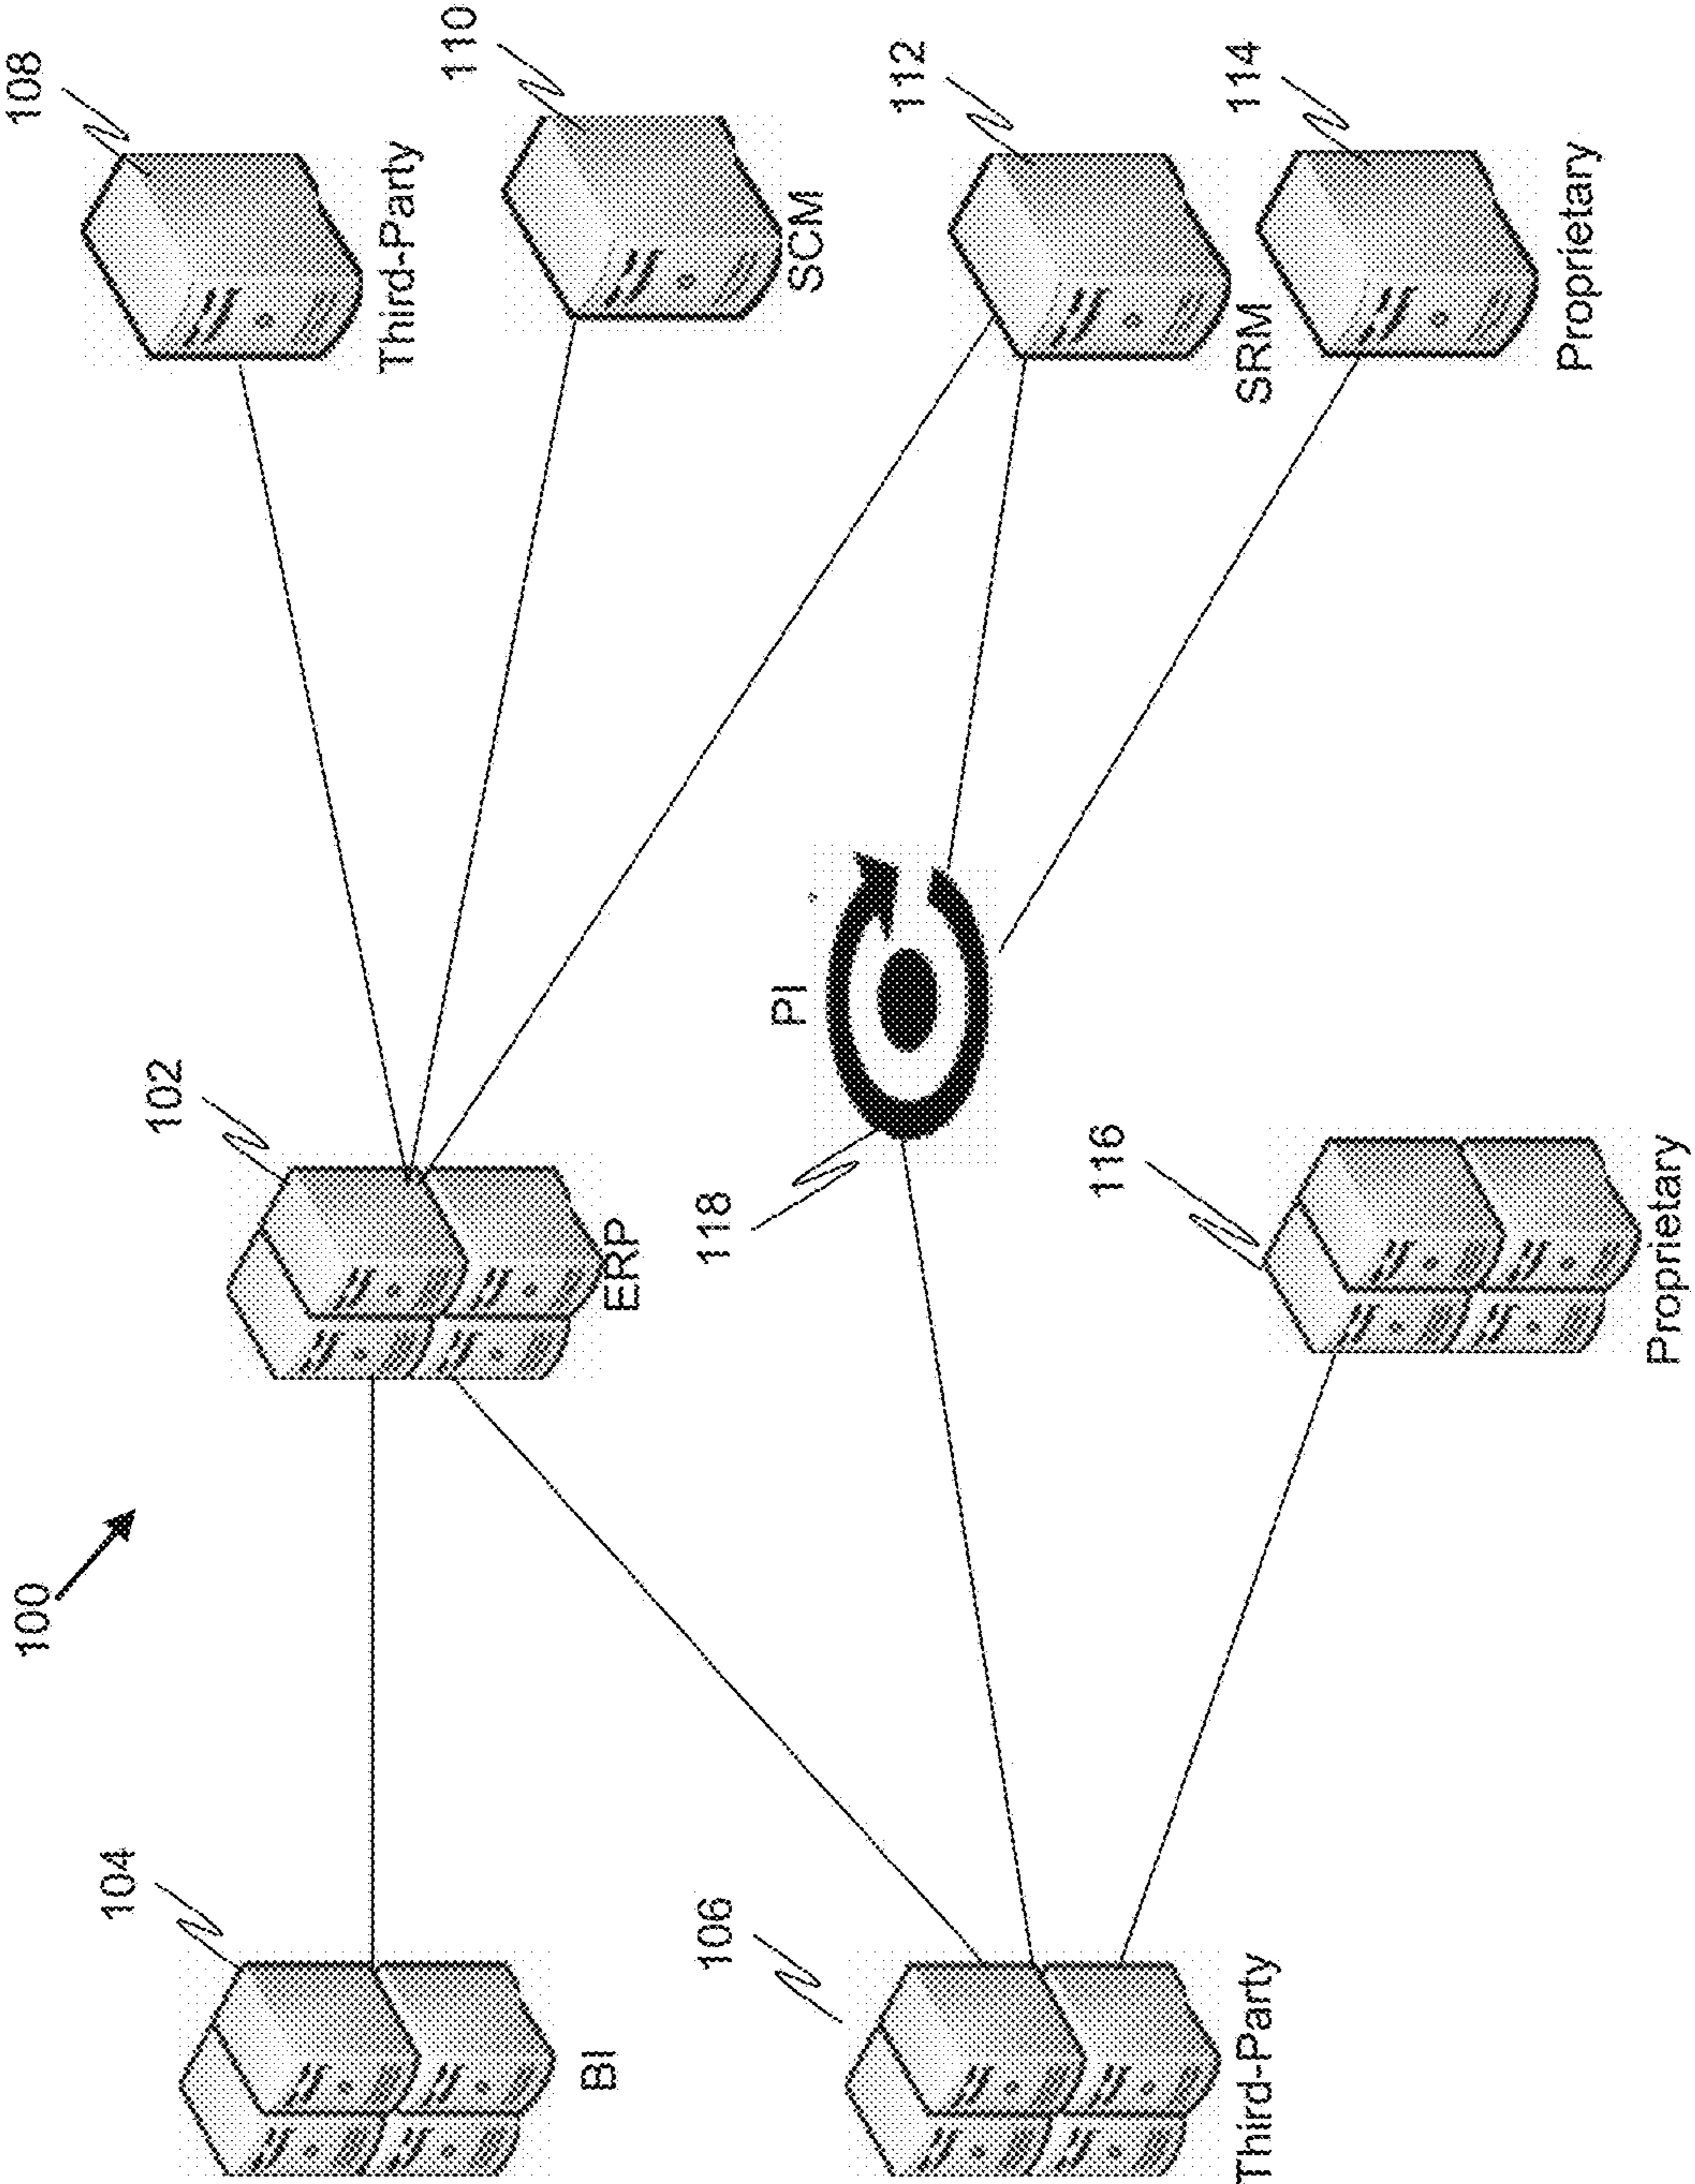 100
108
104
102
Third-Party
110
BI
ERP
106
118
PI
SCM
112
116
Third-Party
SRM
114
Proprietary
Proprietary